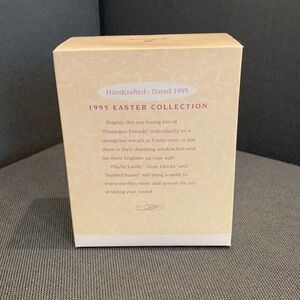 Handcrafted - Dated 1995
1995 EASTER COLLECTION
Display this sun-loving line of
"Flowerpot Friends" individually on a
springtime wreath or Easter tree, or put
them in their charming window box and
let them brighten up your wall.
"Playful Lamb," "Cute Chicks" and
"Bashful Bunny" will bring a smile to
everyone they meet and spread the joy
of spring year 'round.